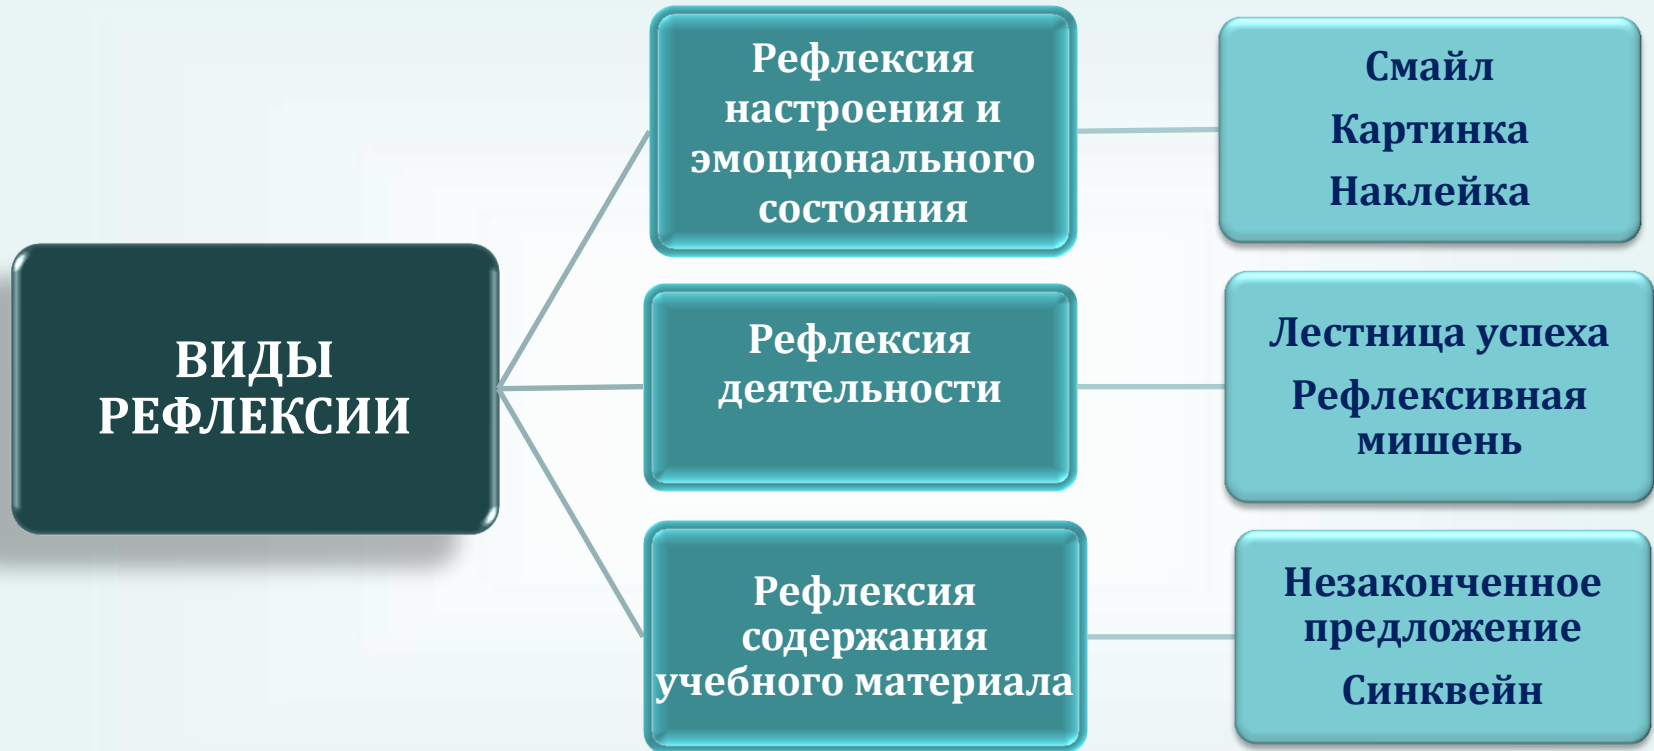 ВИДЫ
РЕФЛЕКСИИ
Рефлексия
настроения и
эмоционального
состояния
Смайл
Картинка
Наклейка
Рефлексия
деятельности
Лестница успеха
Рефлексивная
мишень
Рефлексия
содержания
учебного материала
Незаконченное
предложение
Синквейн